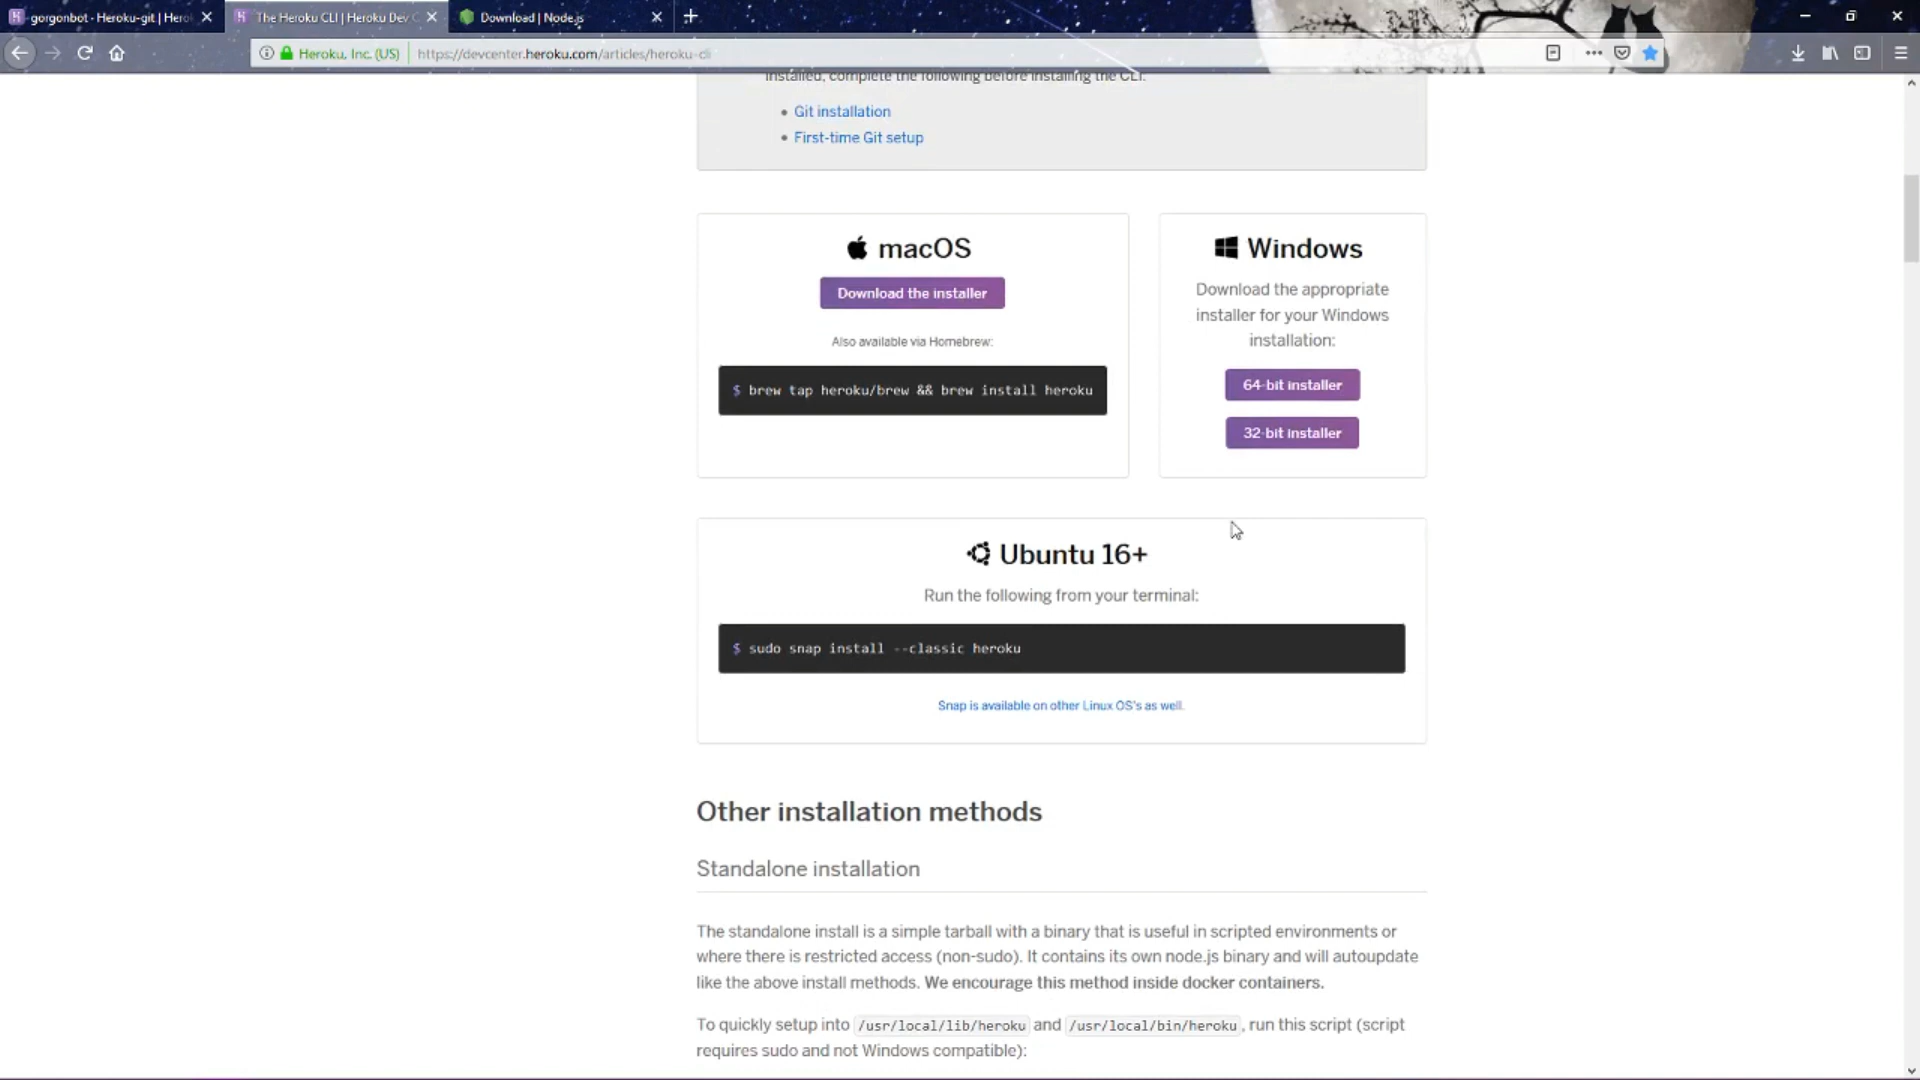 gorgonbot · Heroku-git | Hero
The Heroku CLI | Heroku Dev C
Download | Node.js
Heroku, Inc. (US)
https://devcenter.heroku.com/articles/heroku-cli
installed, complete the following before installing the CLI.
Git installation
First-time Git setup
macOS
Download the installer
Also available via Homebrew:
$ brew tap heroku/brew && brew install heroku
Windows
Download the appropriate
installer for your Windows
installation:
64-bit installer
32-bit installer
Ubuntu 16+
Run the following from your terminal:
$ sudo snap install --classic heroku
Snap is available on other Linux OS's as well.
Other installation methods
Standalone installation
The standalone install is a simple tarball with a binary that is useful in scripted environments or
where there is restricted access (non-sudo). It contains its own node.js binary and will autoupdate
like the above install methods. We encourage this method inside docker containers.
To quickly setup into /usr/local/lib/heroku and /usr/local/bin/heroku, run this script (script
requires sudo and not Windows compatible):